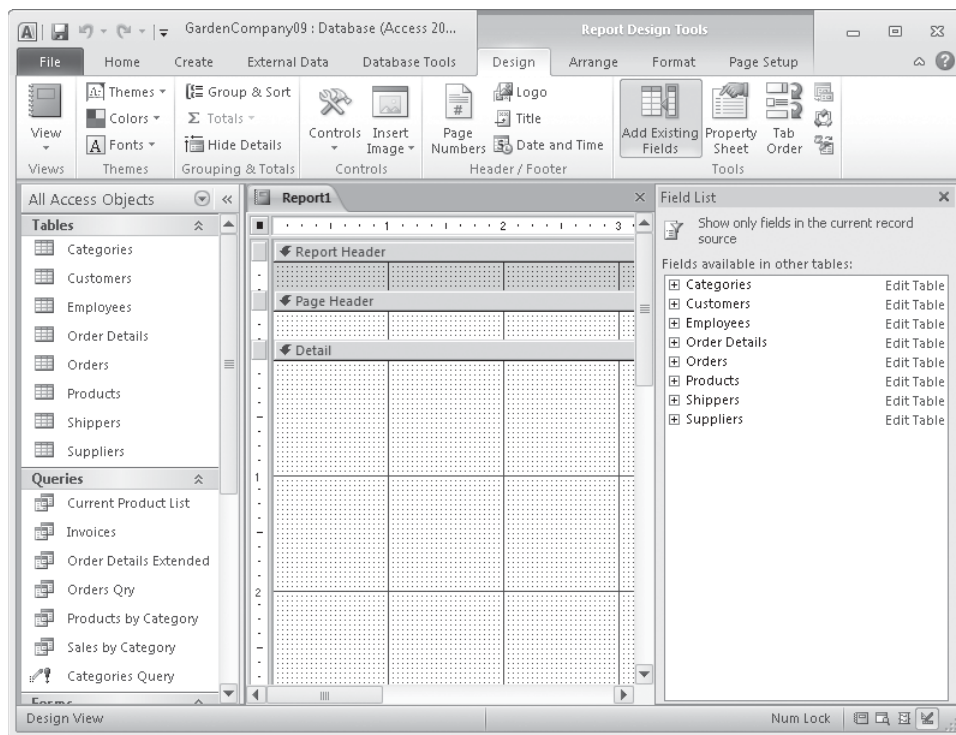 GardenCompany09 : Database (Access 20...
Report Design Tools
File Home Create External Data Database Tools Design Arrange Format Page Setup
View
Views
Aa Themes
Colors
A Fonts
Themes
Group & Sort
Σ Totals
Hide Details
Grouping & Totals
Controls
Insert Image
Controls
Page Numbers
Logo
Title
Date and Time
Header / Footer
Add Existing Fields
Property Sheet
Tab Order
Tools
All Access Objects
Tables
Categories
Customers
Employees
Order Details
Orders
Products
Shippers
Suppliers
Queries
Current Product List
Invoices
Order Details Extended
Orders Qry
Products by Category
Sales by Category
Categories Query
Forms
Report1
1 2 3
Report Header
Page Header
Detail
1
2
Field List
Show only fields in the current record
source
Fields available in other tables:
Categories Edit Table
Customers Edit Table
Employees Edit Table
Order Details Edit Table
Orders Edit Table
Products Edit Table
Shippers Edit Table
Suppliers Edit Table
Design View
Num Lock